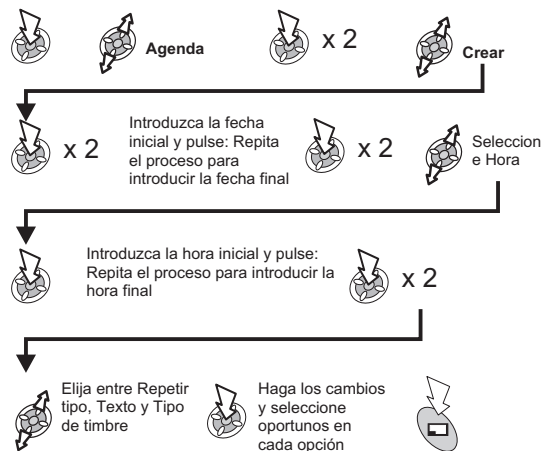 Agenda
x 2
Crear
x 2
Introduzca la fecha
inicial y pulse: Repita
el proceso para
introducir la fecha final
x 2
Seleccion
e Hora
Introduzca la hora inicial y pulse:
Repita el proceso para introducir la
hora final
x 2
Elija entre Repetir
tipo, Texto y Tipo
de timbre
Haga los cambios
y seleccione
oportunos en
cada opción